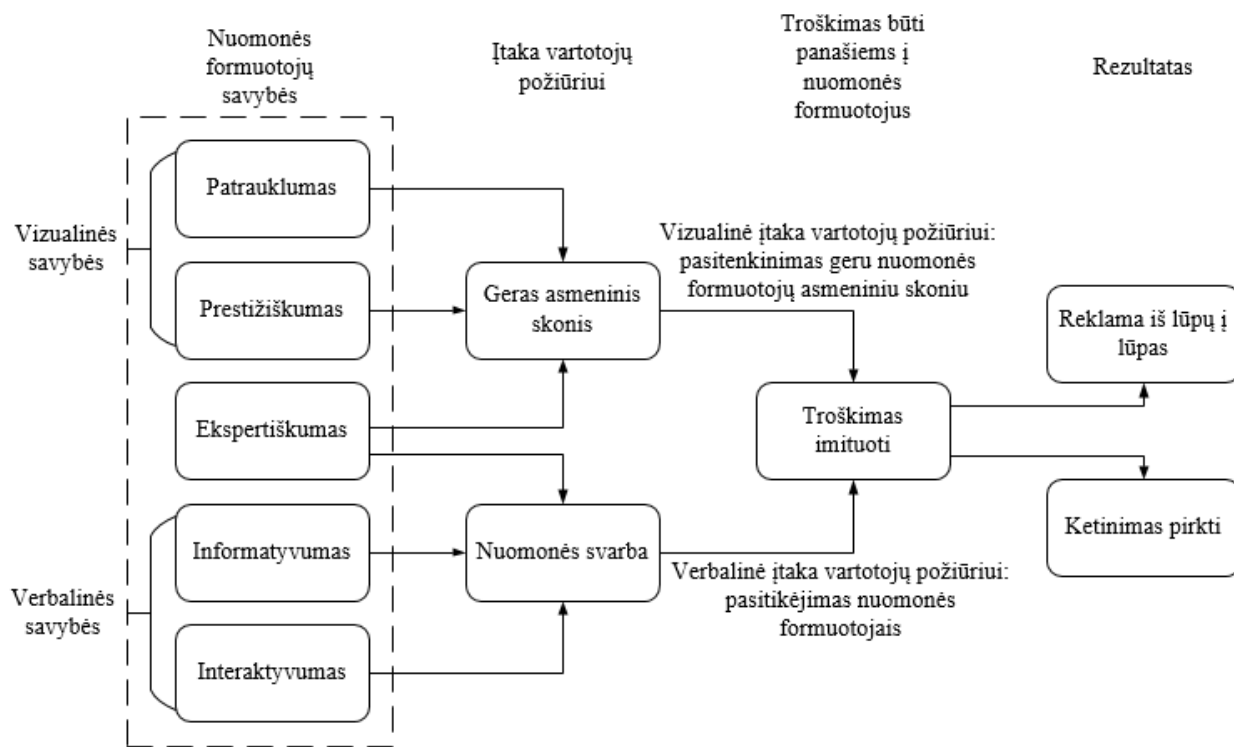 Nuomonės
formuotojų
savybės
Įtaka vartotojų
požiūriui
Troškimas būti
panašiems į
nuomonės
formuotojus
Rezultatas
Vizualinės
savybės
Patrauklumas
Prestižiškumas
Ekspertiškumas
Verbalinės
savybės
Informatyvumas
Interaktyvumas
Geras asmeninis
skonis
Nuomonės svarba
Vizualinė įtaka vartotojų požiūriui:
pasitenkinimas geru nuomonės
formuotojų asmeniniu skoniu
Troškimas
imituoti
Verbalinė įtaka vartotojų požiūriui:
pasitikėjimas nuomonės
formuotojais
Reklama iš lūpų į
lūpas
Ketinimas pirkti